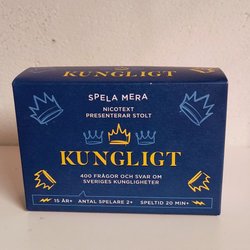 SPELA MERA
NICOTEXT
PRESENTERAR STOLT
KUNGLIGT
400 FRÅGOR OCH SVAR OM
SVERIGES KUNGLIGHETER
15 ÅR+ ANTAL SPELARE 2+ SPELTID 20 MIN+